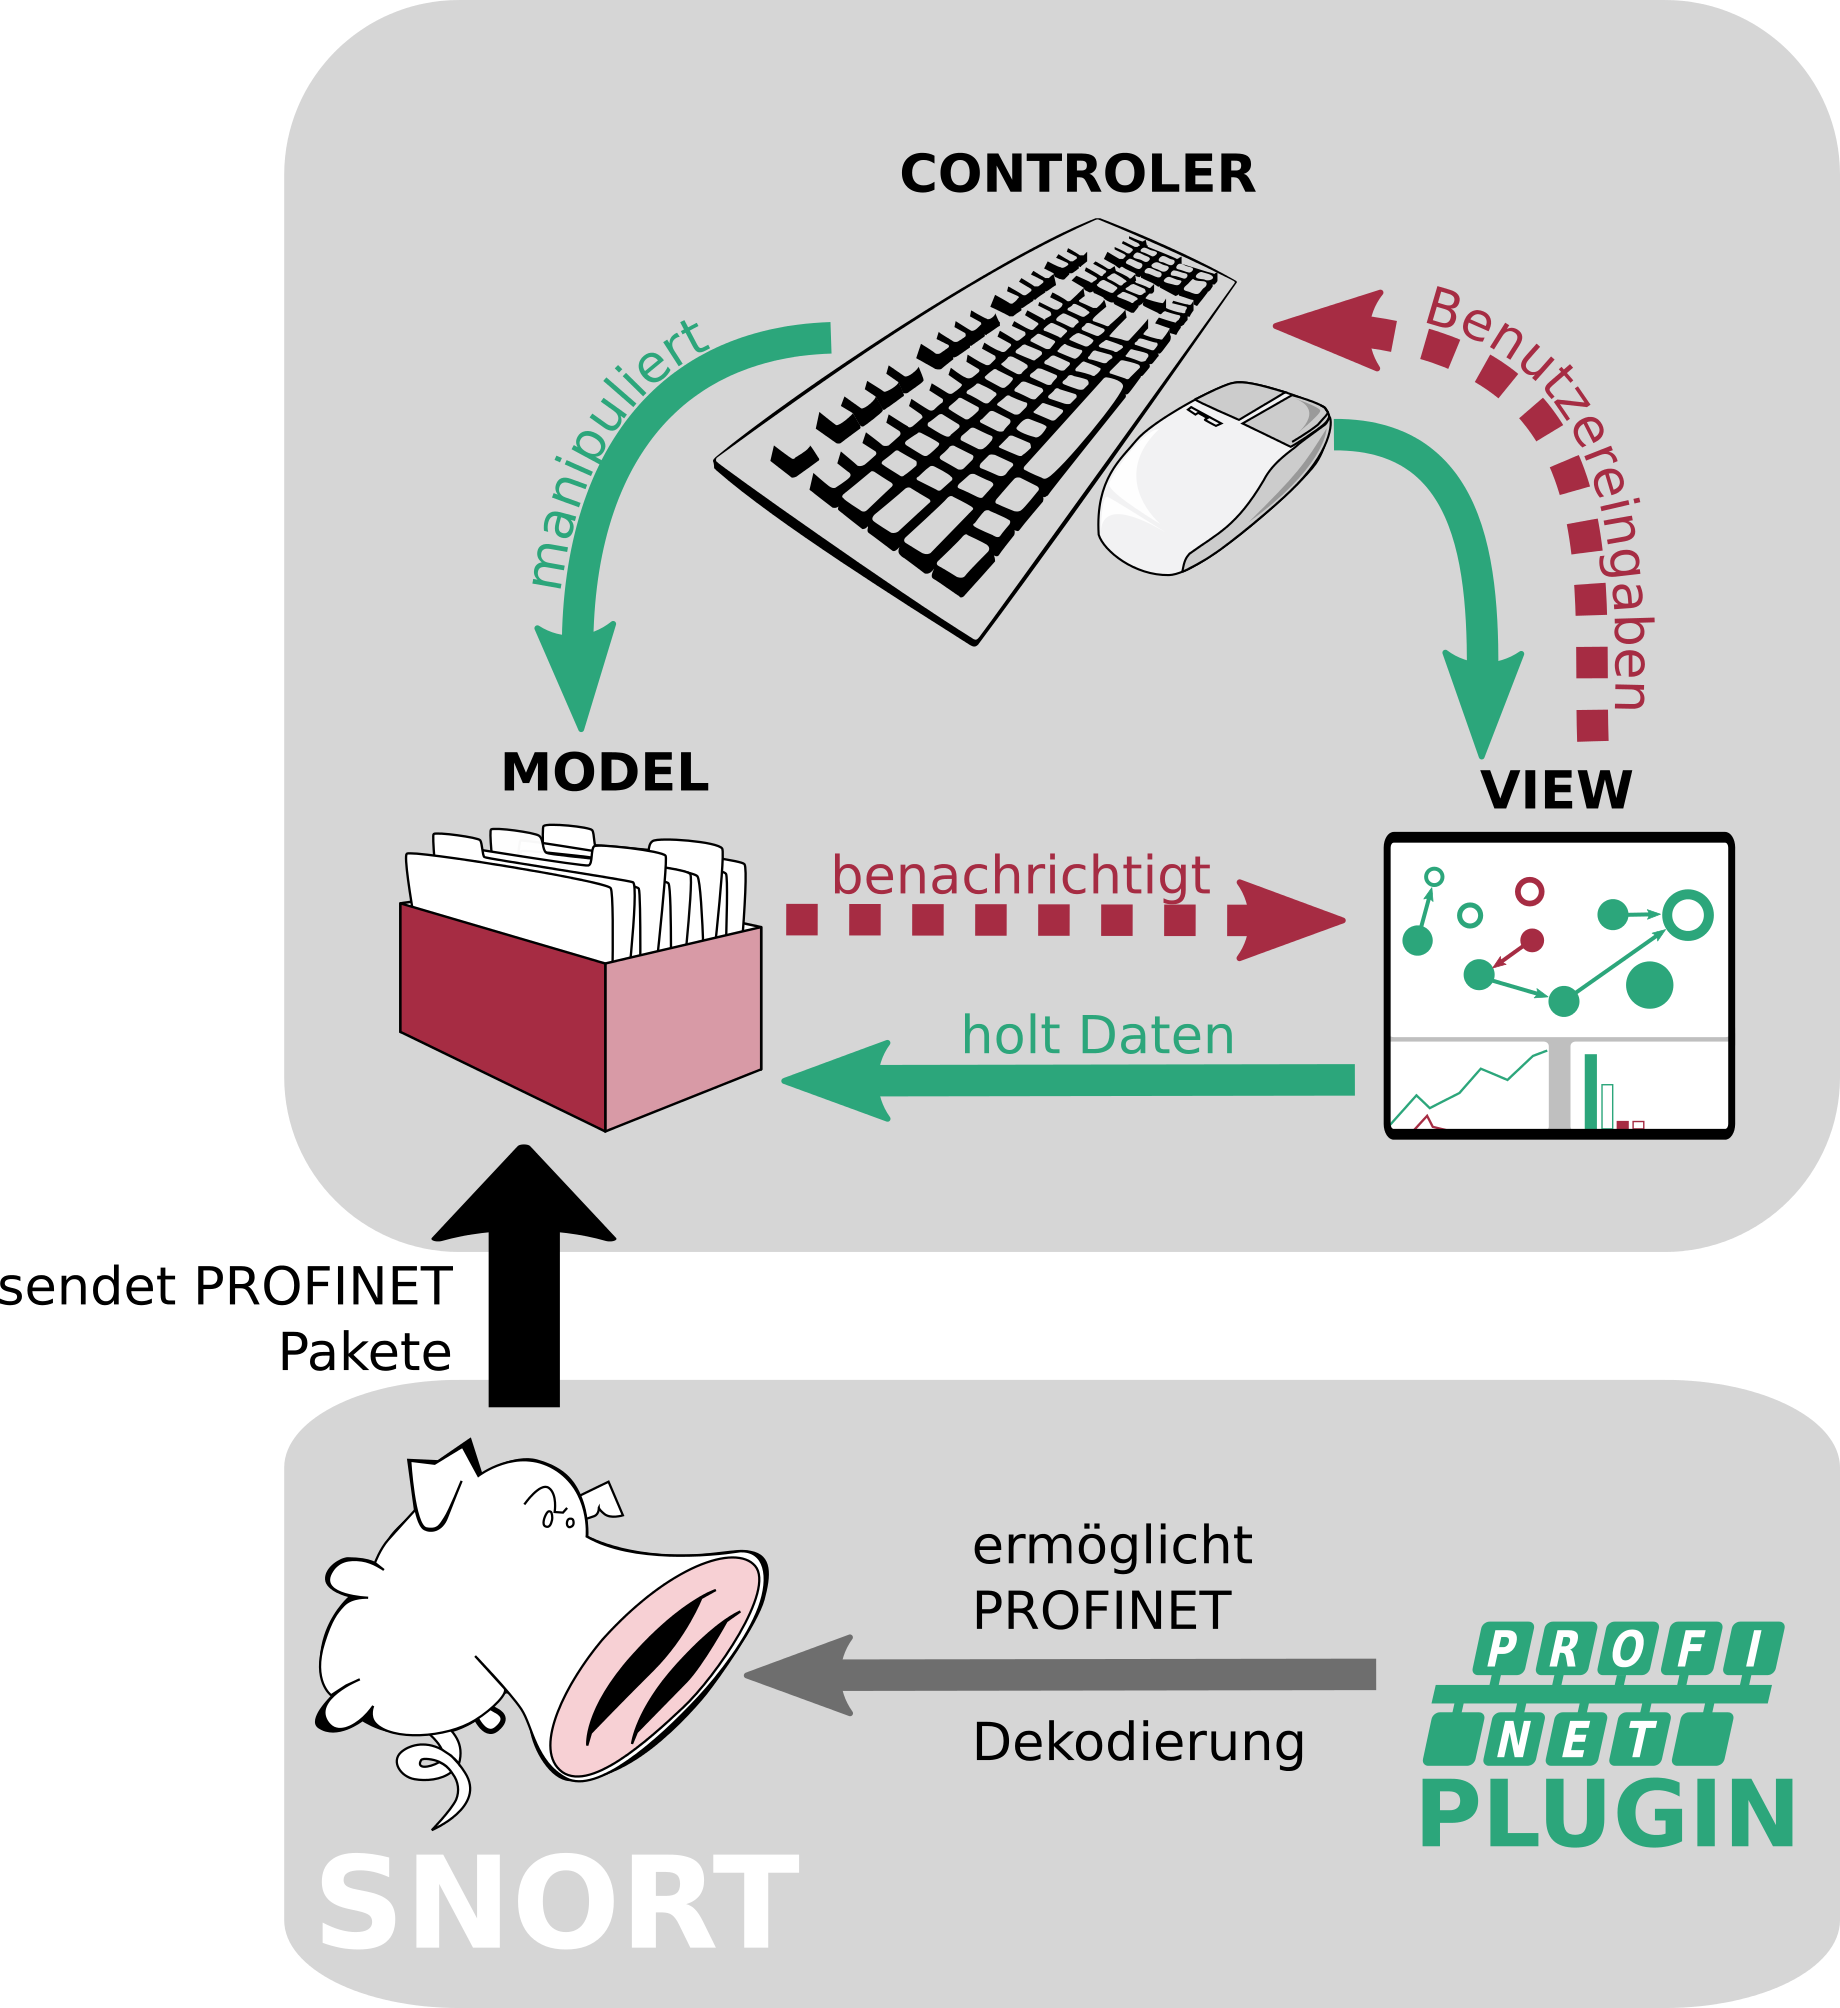 CONTROLER
manipuliert
Benutzereingaben
MODEL
VIEW
benachrichtigt
holt Daten
sendet PROFINET
Pakete
ermöglicht
PROFINET
Dekodierung
PROFI
NET
PLUGIN
SNORT